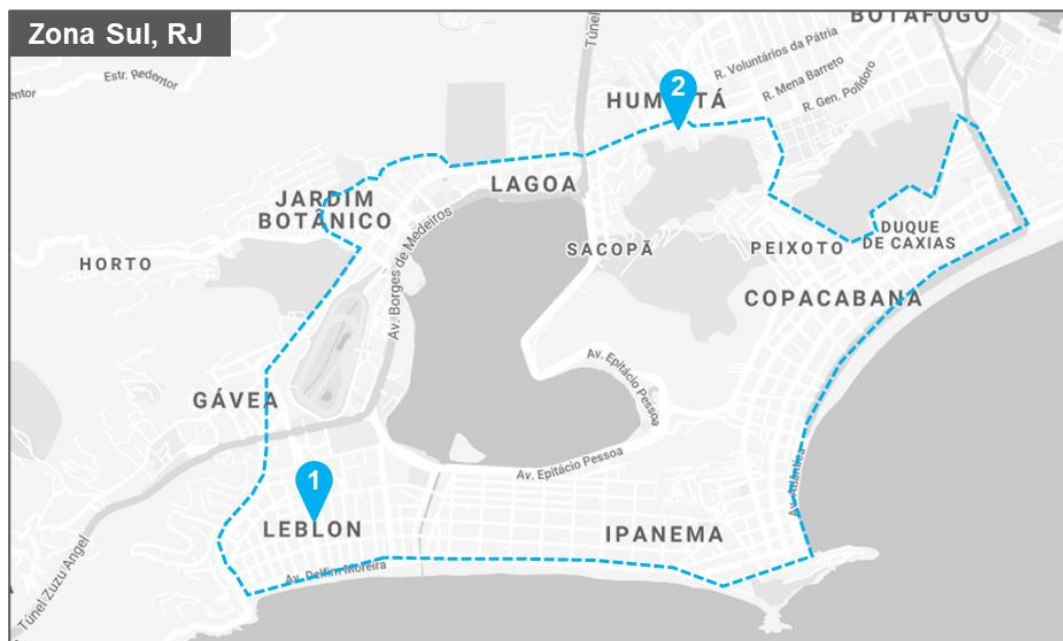 Zona Sul, RJ
BOTAFOGO
Túnel
R. Voluntários da Pátria
Estr. Redentor
R. Mena Barreto
2
HUMAITÁ
R. Gen. Polidoro
LAGOA
JARDIM
BOTÂNICO
Av. Borges de Medeiros
SACOPÃ
PEIXOTO
DUQUE
DE CAXIAS
HORTO
COPACABANA
Av. Epitácio Pessoa
GÁVEA
Av. Epitácio Pessoa
Av. Atlântica
1
LEBLON
IPANEMA
Av. Delfim Moreira
Túnel Zuzu Angel